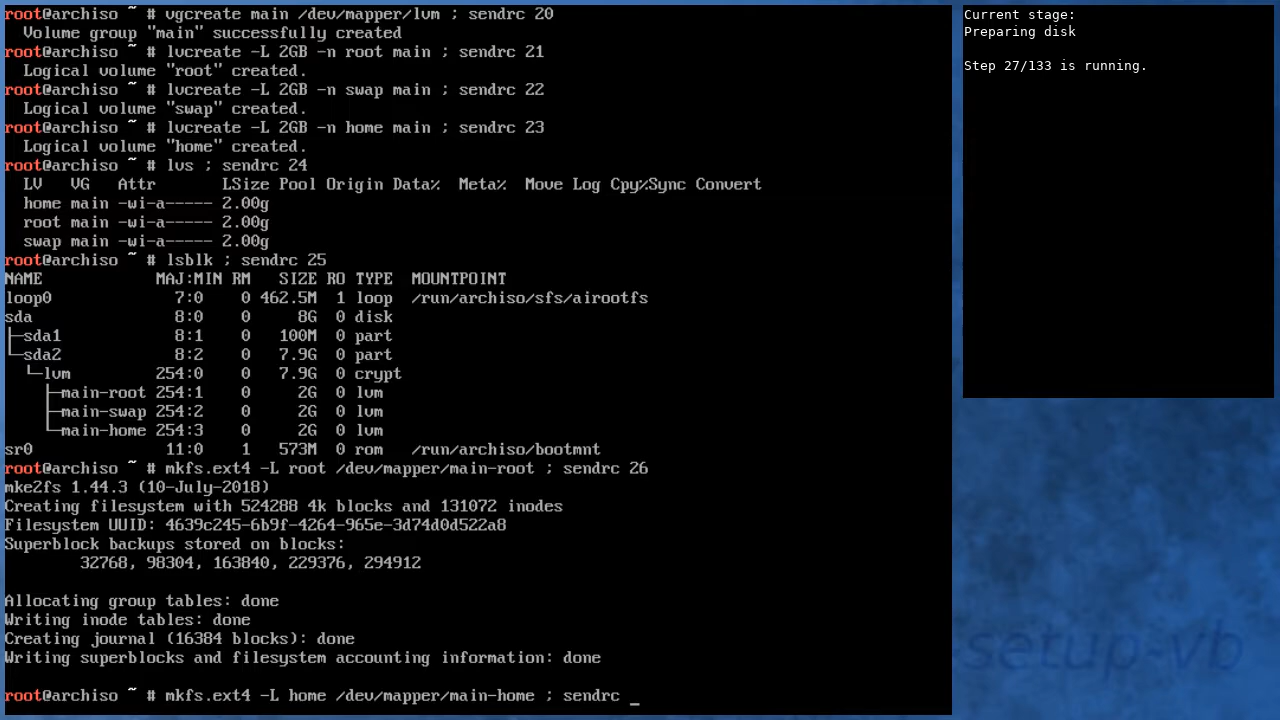 root@archiso ~ # vgcreate main /dev/mapper/lvm ; sendrc 20
  Volume group "main" successfully created
root@archiso ~ # lvcreate -L 2GB -n root main ; sendrc 21
  Logical volume "root" created.
root@archiso ~ # lvcreate -L 2GB -n swap main ; sendrc 22
  Logical volume "swap" created.
root@archiso ~ # lvcreate -L 2GB -n home main ; sendrc 23
  Logical volume "home" created.
root@archiso ~ # lvs ; sendrc 24
  LV   VG   Attr       LSize Pool Origin Data%  Meta%  Move Log Cpy%Sync Convert
  home main -wi-a----- 2.00g
  root main -wi-a----- 2.00g
  swap main -wi-a----- 2.00g
root@archiso ~ # lsblk ; sendrc 25
NAME            MAJ:MIN RM   SIZE RO TYPE  MOUNTPOINT
loop0             7:0    0 462.5M  1 loop  /run/archiso/sfs/airootfs
sda               8:0    0     8G  0 disk
├─sda1            8:1    0   100M  0 part
└─sda2            8:2    0   7.9G  0 part
  └─lvm         254:0    0   7.9G  0 crypt
    ├─main-root 254:1    0     2G  0 lvm
    ├─main-swap 254:2    0     2G  0 lvm
    └─main-home 254:3    0     2G  0 lvm
sr0              11:0    1   573M  0 rom   /run/archiso/bootmnt
root@archiso ~ # mkfs.ext4 -L root /dev/mapper/main-root ; sendrc 26
mke2fs 1.44.3 (10-July-2018)
Creating filesystem with 524288 4k blocks and 131072 inodes
Filesystem UUID: 4639c245-6b9f-4264-965e-3d74d0d522a8
Superblock backups stored on blocks:
        32768, 98304, 163840, 229376, 294912
Allocating group tables: done
Writing inode tables: done
Creating journal (16384 blocks): done
Writing superblocks and filesystem accounting information: done
root@archiso ~ # mkfs.ext4 -L home /dev/mapper/main-home ; sendrc _
Current stage:
Preparing disk
Step 27/133 is running.
setup-vb